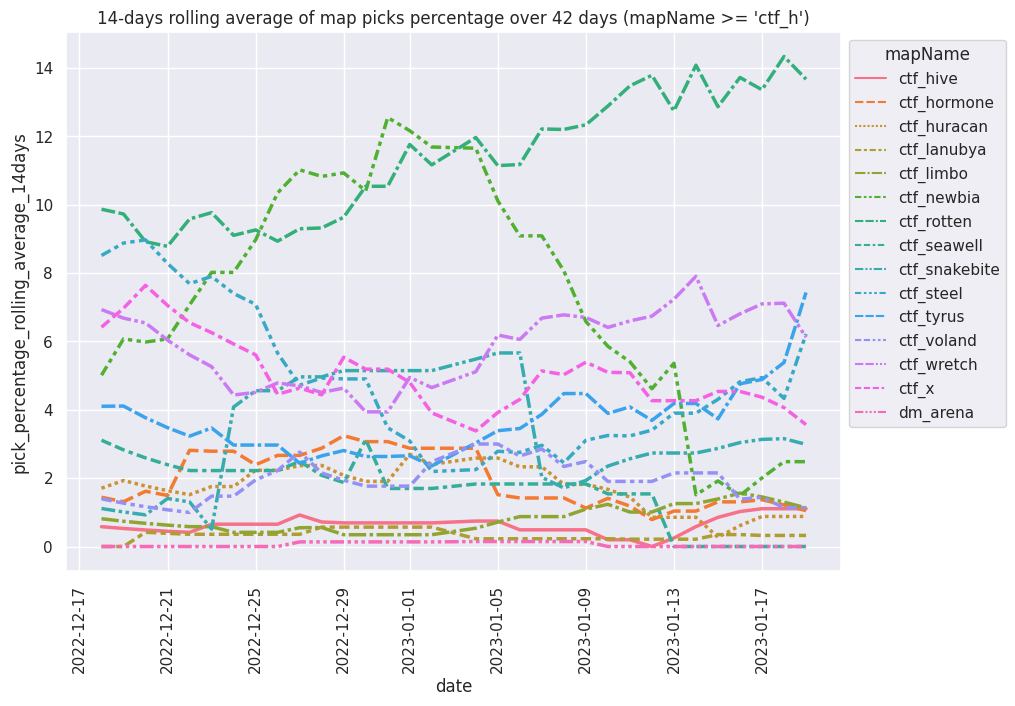 14-days rolling average of map picks percentage over 42 days (mapName >= 'ctf_h')
pick_percentage_rolling_average_14days
14
12
10
8
6
4
2
0
2022-12-17
2022-12-21
2022-12-25
2022-12-29
2023-01-01
2023-01-05
2023-01-09
2023-01-13
2023-01-17
date
mapName
ctf_hive
ctf_hormone
ctf_huracan
ctf_lanubya
ctf_limbo
ctf_newbia
ctf_rotten
ctf_seawell
ctf_snakebite
ctf_steel
ctf_tyrus
ctf_voland
ctf_wretch
ctf_x
dm_arena